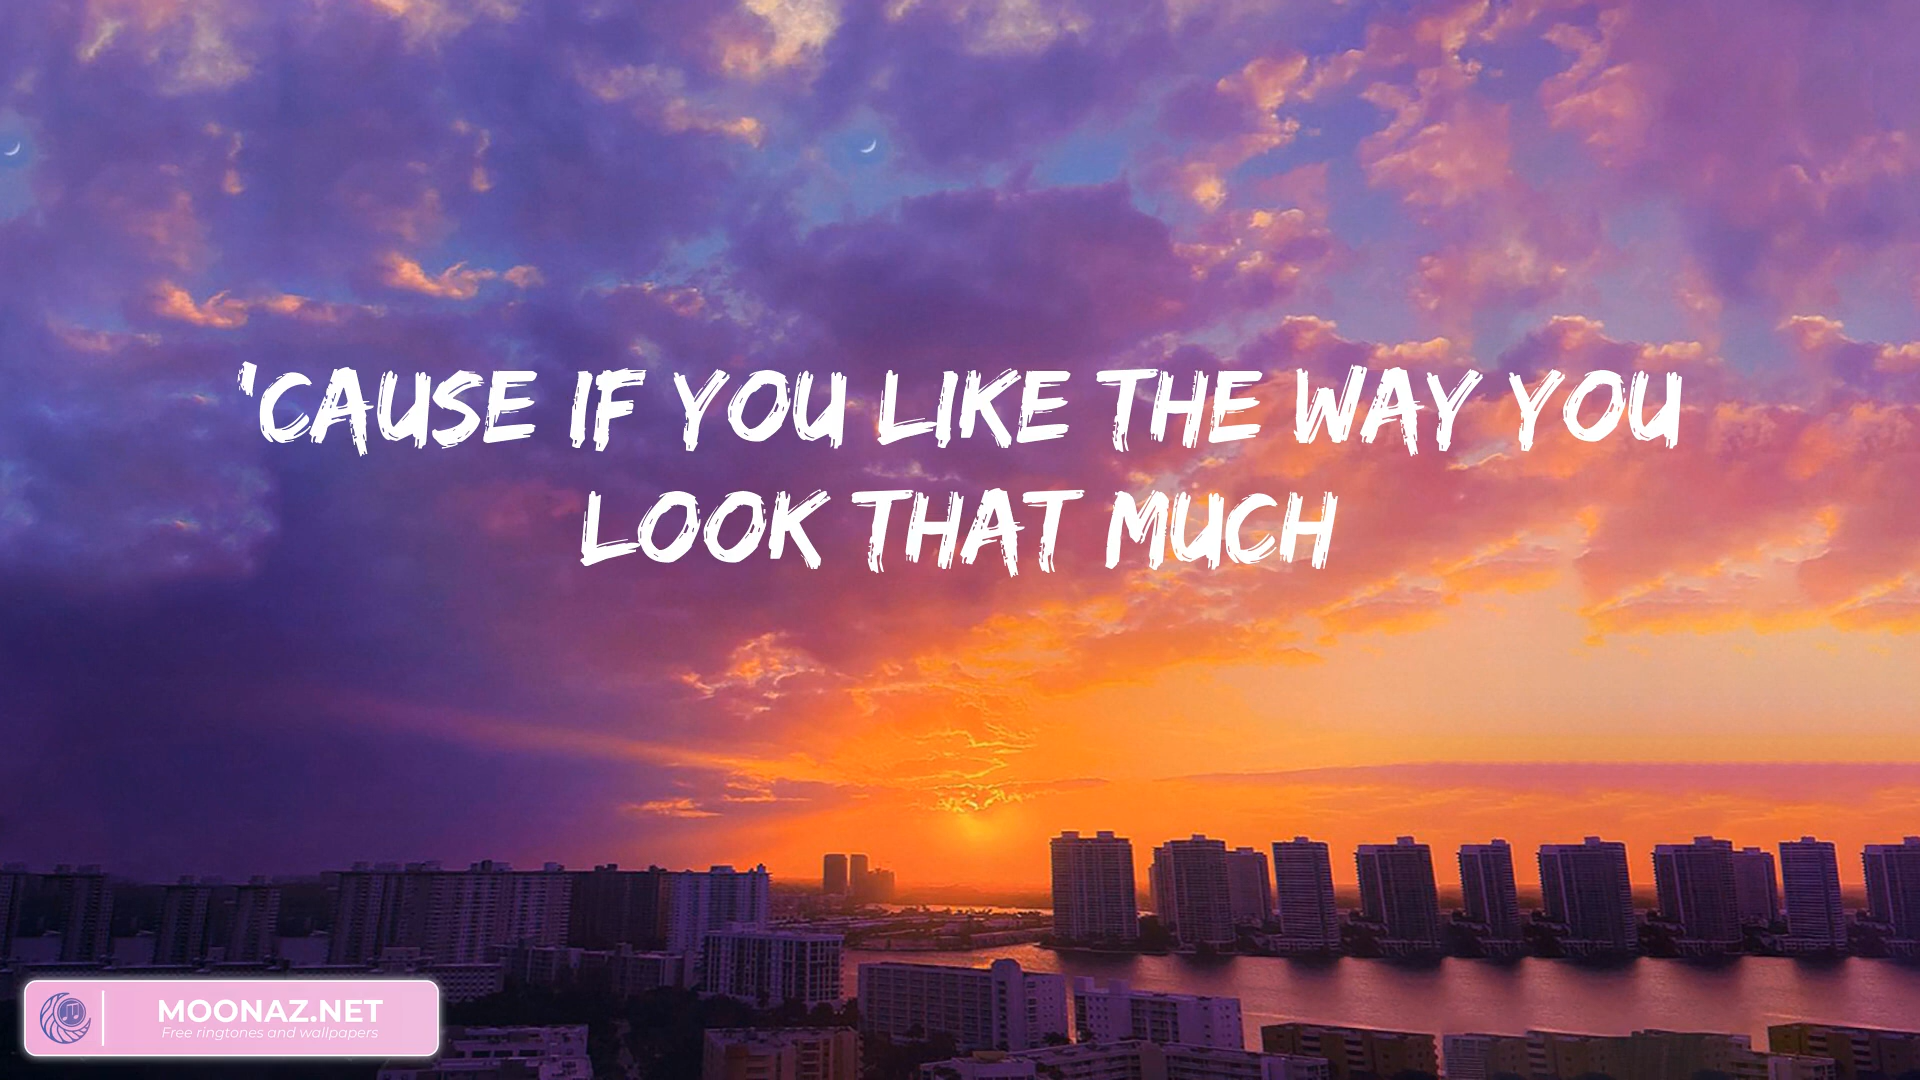 'CAUSE IF YOU LIKE THE WAY YOU
LOOK THAT MUCH
MOONAZ.NET
Free ringtones and wallpapers